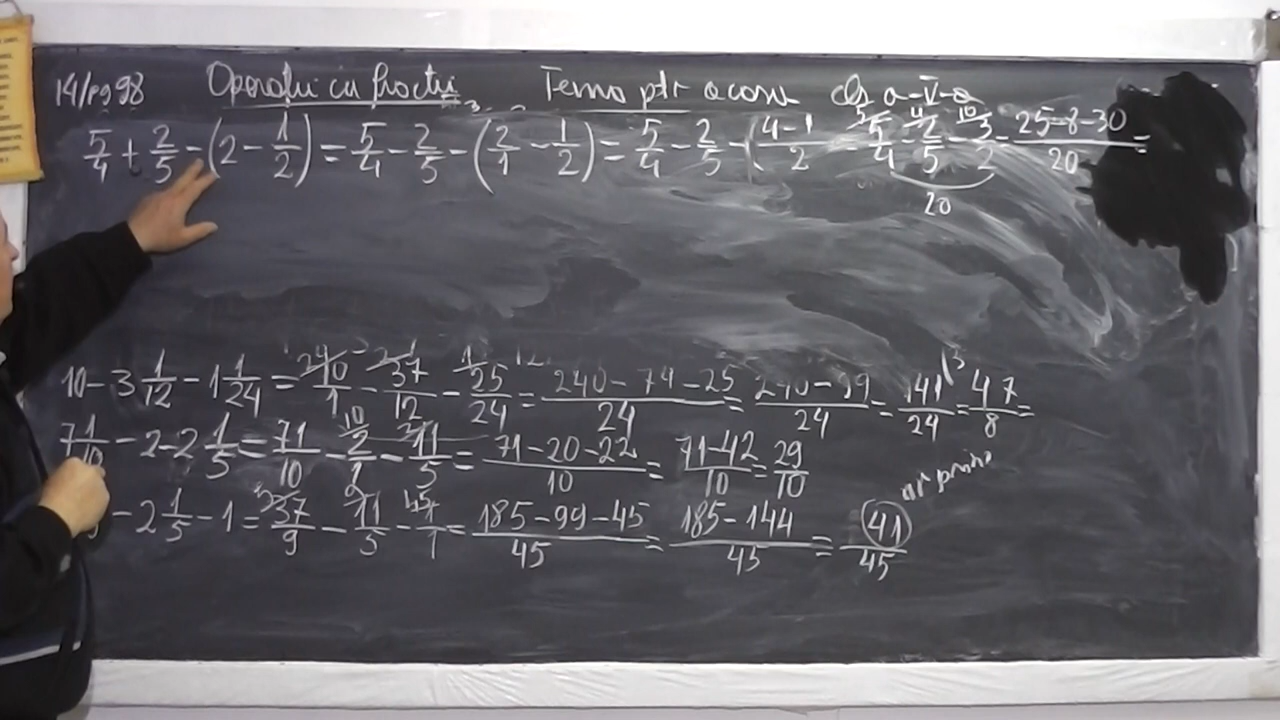 14/pg98 Operații cu fracții Temă ptr acasă cls a-V-a
5/4 + 2/5 - (2 - 1/2) = 5/4 - 2/5 - (2/1 - 1/2) = 5/4 - 2/5 - (4-1/2 = 5/4 - 2/5 - 3/2 = 25-8-30/20 =
20
10 - 3 1/12 - 1 1/24 = 10/1 - 37/12 - 25/24 = 240-74-25/24 = 240-99/24 = 141/24 = 47/8 =
7 1/10 - 2 - 2 1/5 = 71/10 - 2/1 - 11/5 = 71-20-22/10 = 71-42/10 = 29/10
- 2 1/5 - 1 = 37/9 - 11/5 - 1/1 = 185-99-45/45 = 185-144/45 = 41/45 nr prim